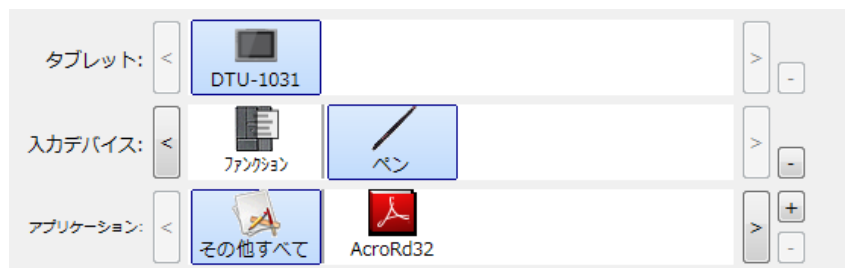 タブレット: < DTU-1031 > -
入力デバイス: < ファンクション ペン > -
アプリケーション: < その他すべて AcroRd32 > + -